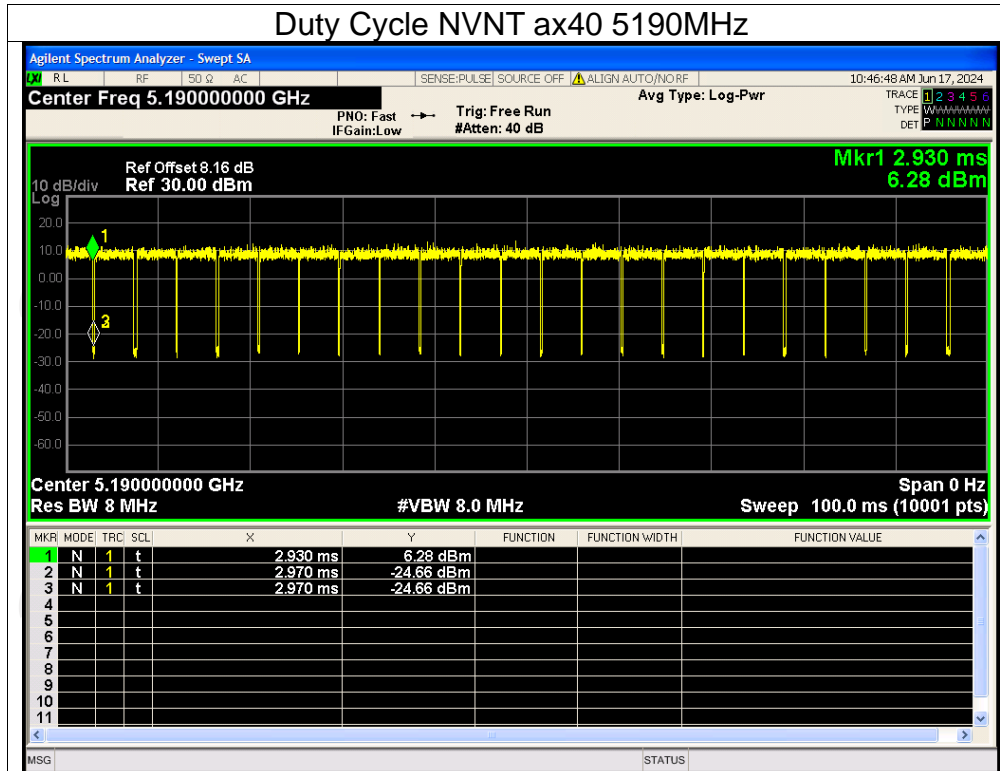 Duty Cycle NVNT ax40 5190MHz
Agilent Spectrum Analyzer - Swept SA
LXI RL RF 50 Ω AC SENSE:PULSE SOURCE OFF ALIGN AUTO/NO RF 10:46:48 AM Jun 17, 2024
Center Freq 5.190000000 GHz Avg Type: Log-Pwr TRACE 1 2 3 4 5 6
PNO: Fast Trig: Free Run TYPE WWWWWW
IFGain:Low #Atten: 40 dB DET P N N N N N
Mkr1 2.930 ms
Ref Offset 8.16 dB
10 dB/div Ref 30.00 dBm 6.28 dBm
Log
20.0
1
10.0
0.00
-10.0
-20.0
-30.0
-40.0
-50.0
-60.0
Center 5.190000000 GHz Span 0 Hz
Res BW 8 MHz #VBW 8.0 MHz Sweep 100.0 ms (10001 pts)
MKR MODE TRC SCL X Y FUNCTION FUNCTION WIDTH FUNCTION VALUE
1 N 1 t 2.930 ms 6.28 dBm
2 N 1 t 2.970 ms -24.66 dBm
3 N 1 t 2.970 ms -24.66 dBm
4
5
6
7
8
9
10
11
MSG STATUS